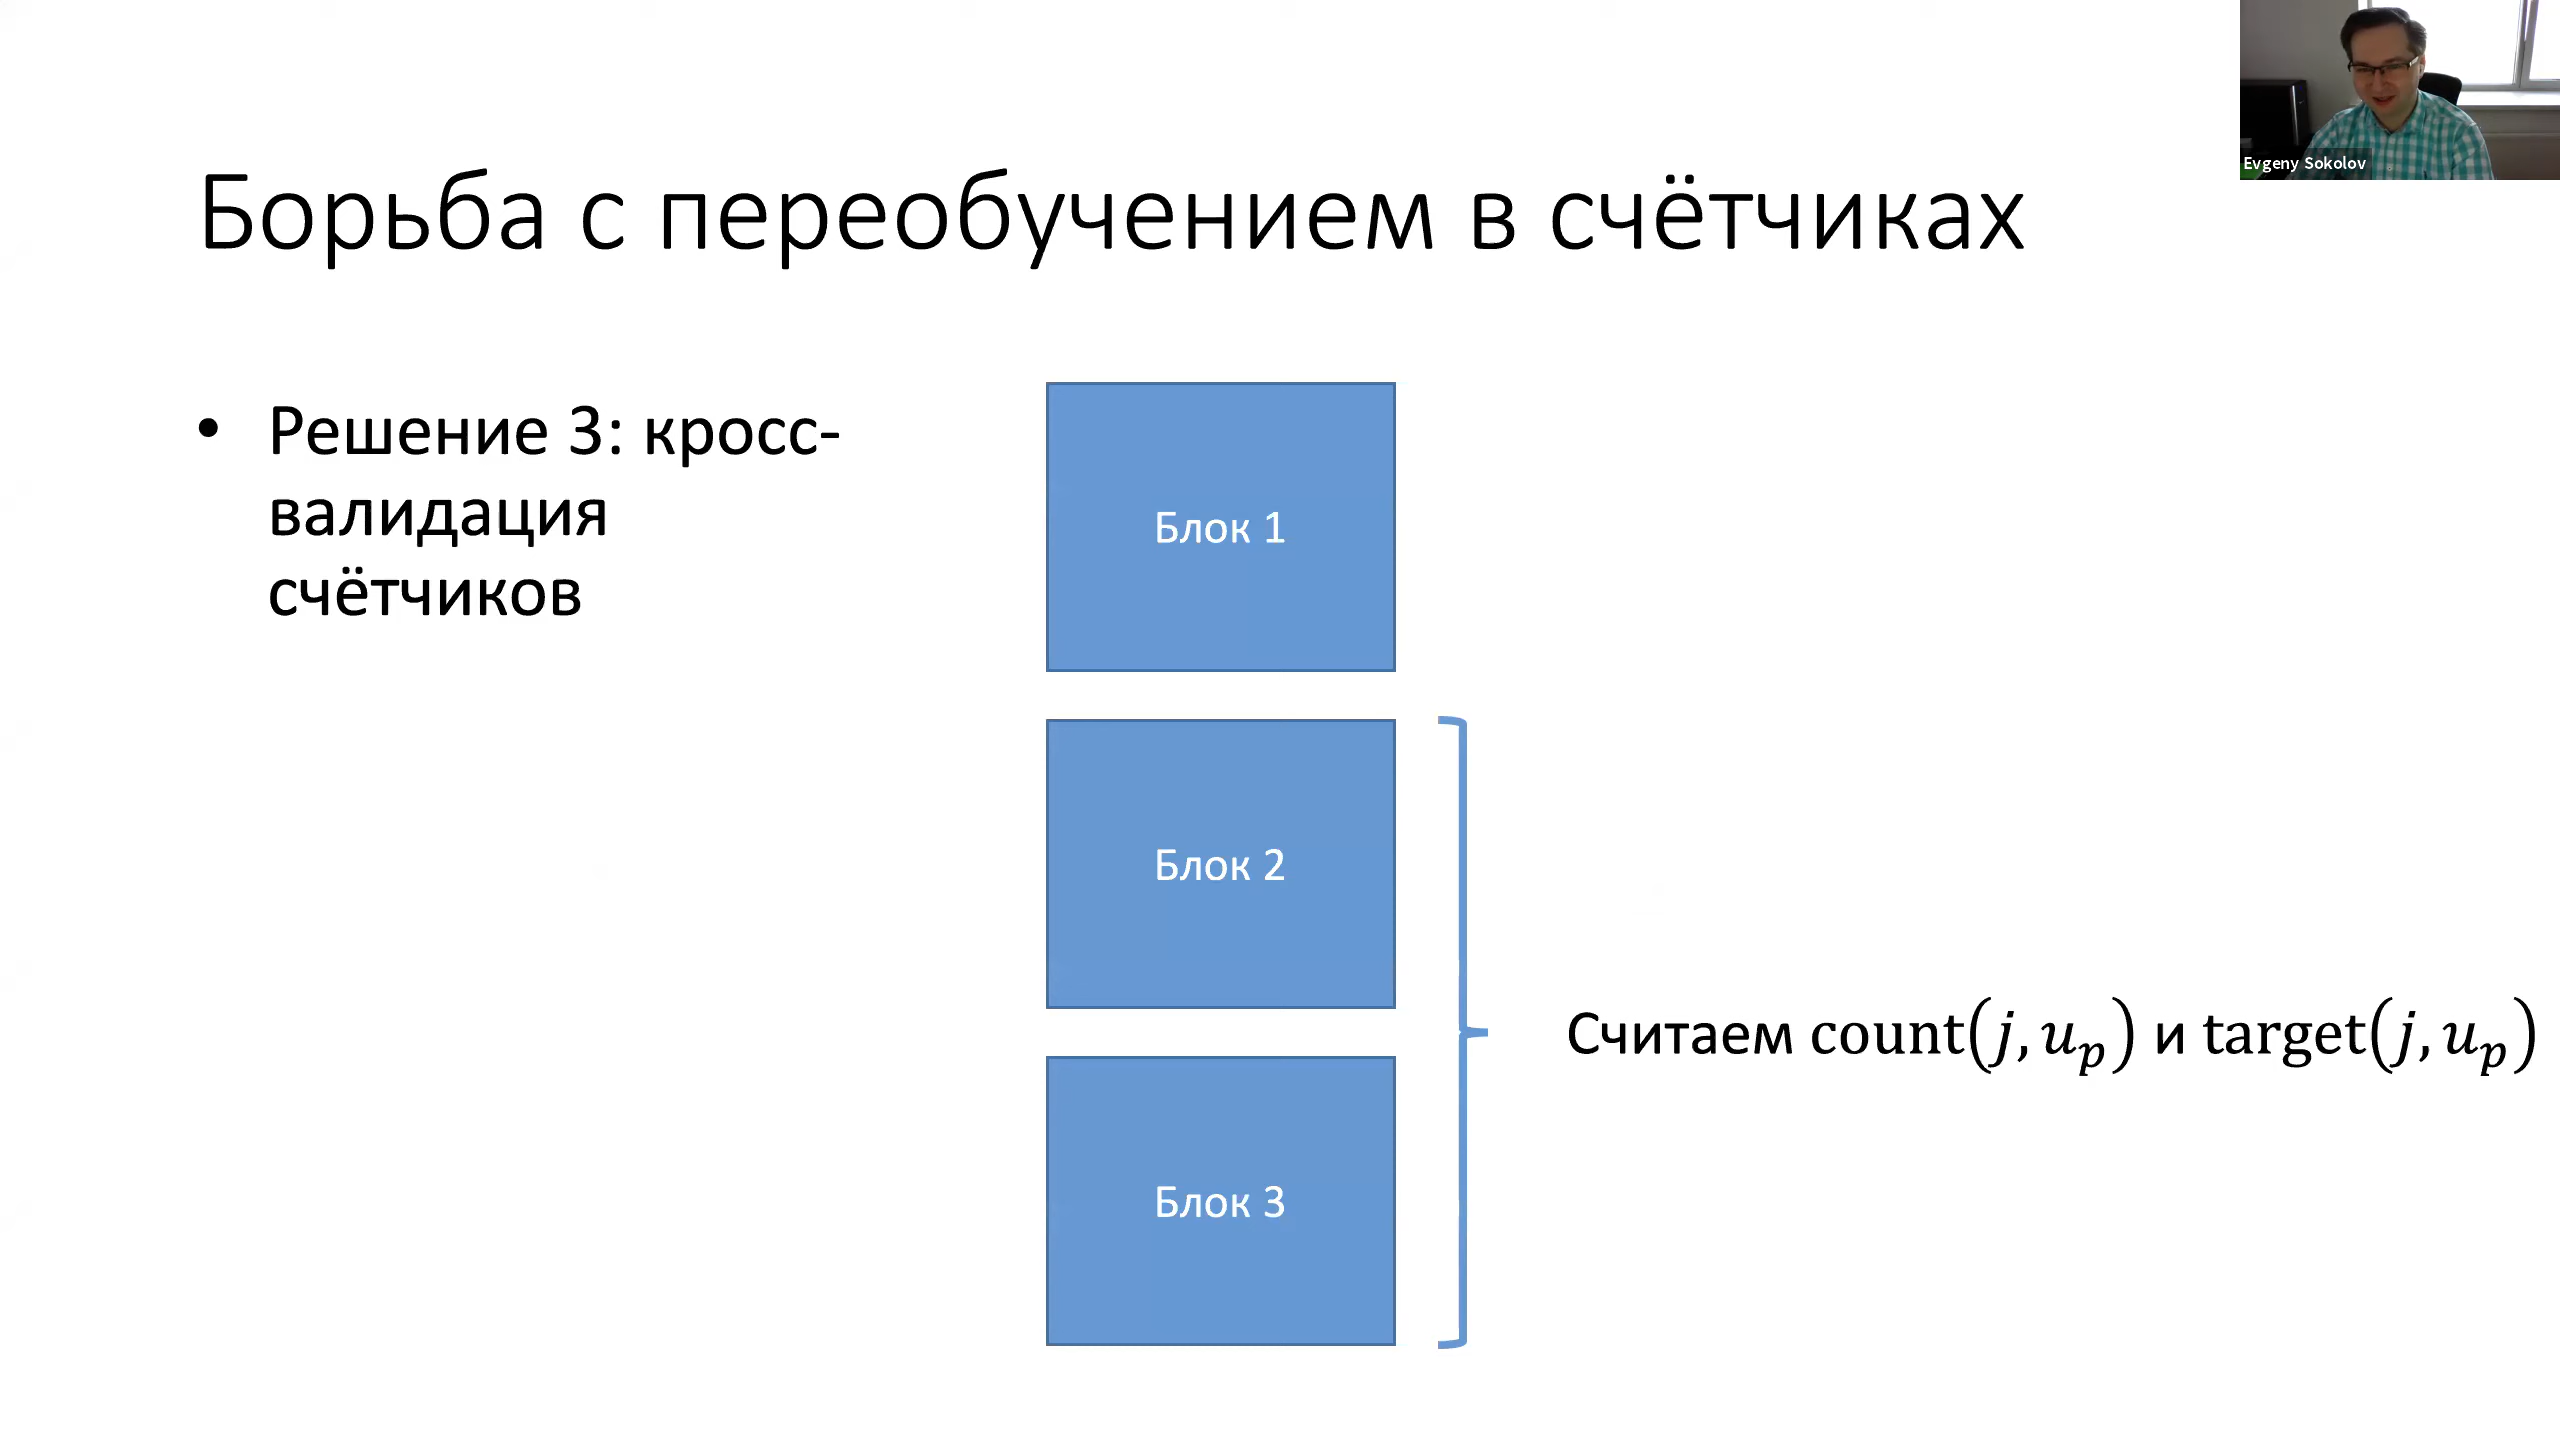 Evgeny Sokolov
Борьба с переобучением в счётчиках
• Решение 3: кросс-
валидация
счётчиков
Блок 1
Блок 2
Блок 3
Считаем count(j, u_p) и target(j, u_p)